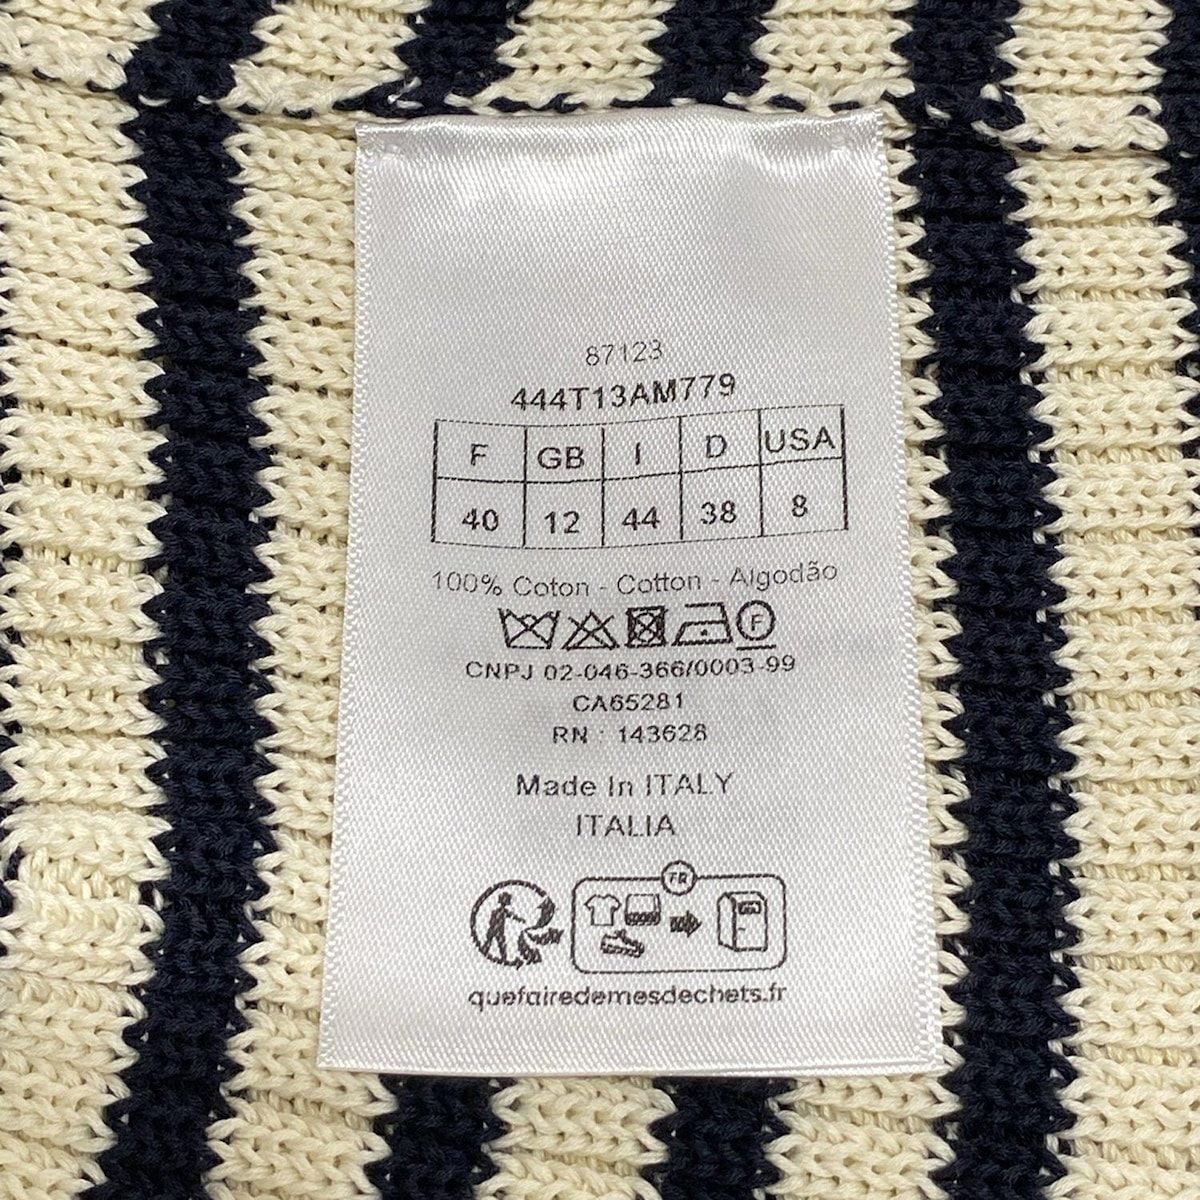 87123
444T13AM779
F GB I D USA
40 12 44 38 8
100% Coton - Cotton - Algodão
F
CNPJ 02-046-366/0003-99
CA65281
RN : 143628
Made In ITALY
ITALIA
FR
quefairedemesdechets.fr